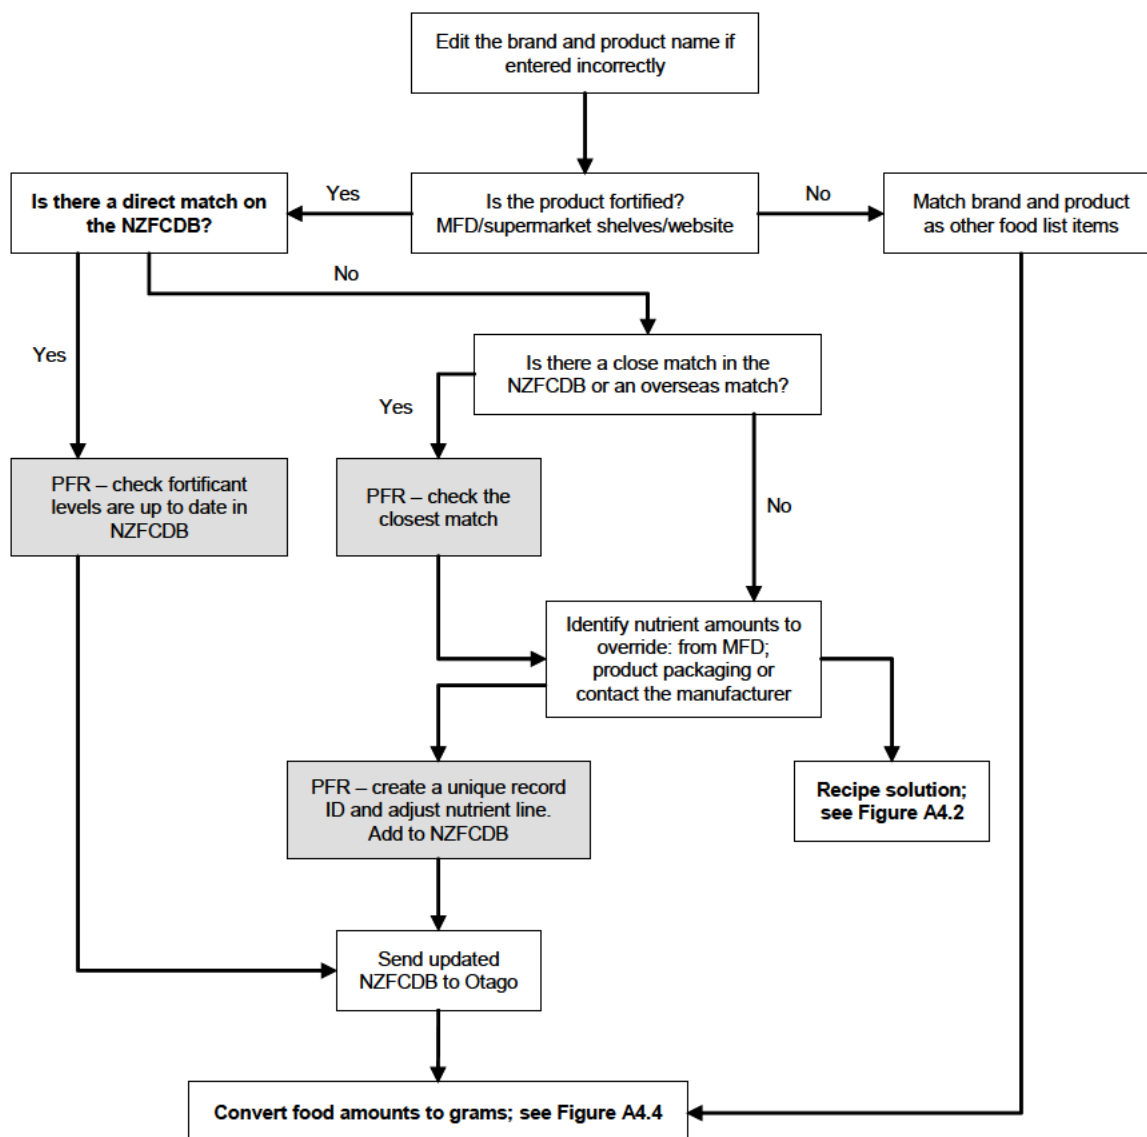 Edit the brand and product name if
entered incorrectly
Is there a direct match on
the NZFCDB?
Yes
Is the product fortified?
MFD/supermarket shelves/website
No
Match brand and product
as other food list items
No
Yes
Is there a close match in the
NZFCDB or an overseas match?
Yes
PFR – check fortificant
levels are up to date in
NZFCDB
PFR – check the
closest match
No
Identify nutrient amounts to
override: from MFD;
product packaging or
contact the manufacturer
PFR – create a unique record
ID and adjust nutrient line.
Add to NZFCDB
Recipe solution;
see Figure A4.2
Send updated
NZFCDB to Otago
Convert food amounts to grams; see Figure A4.4